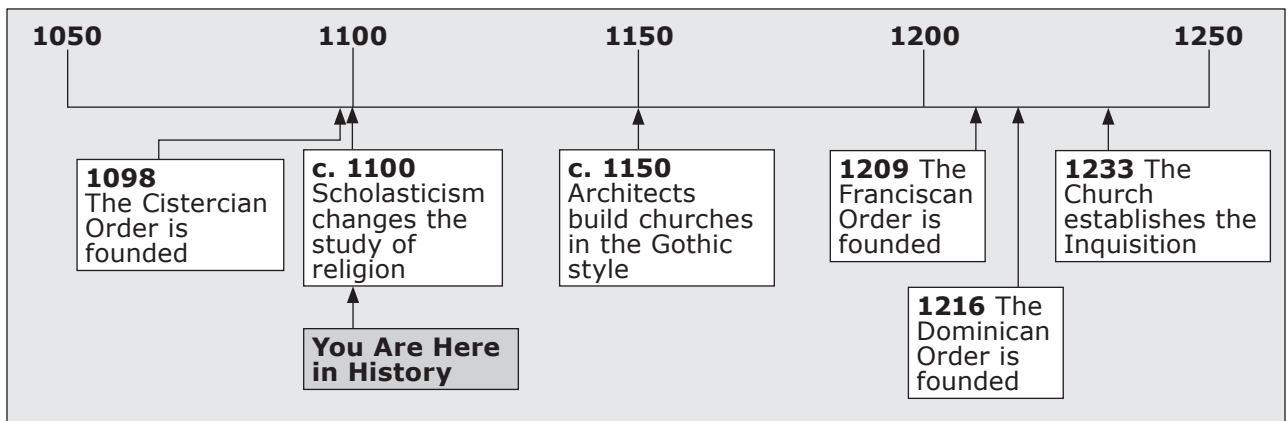 1050 1100 1150 1200 1250
1098
The Cistercian
Order is
founded
c. 1100
Scholasticism
changes the
study of
religion
You Are Here
in History
c. 1150
Architects
build churches
in the Gothic
style
1209 The
Franciscan
Order is
founded
1216 The
Dominican
Order is
founded
1233 The
Church
establishes the
Inquisition